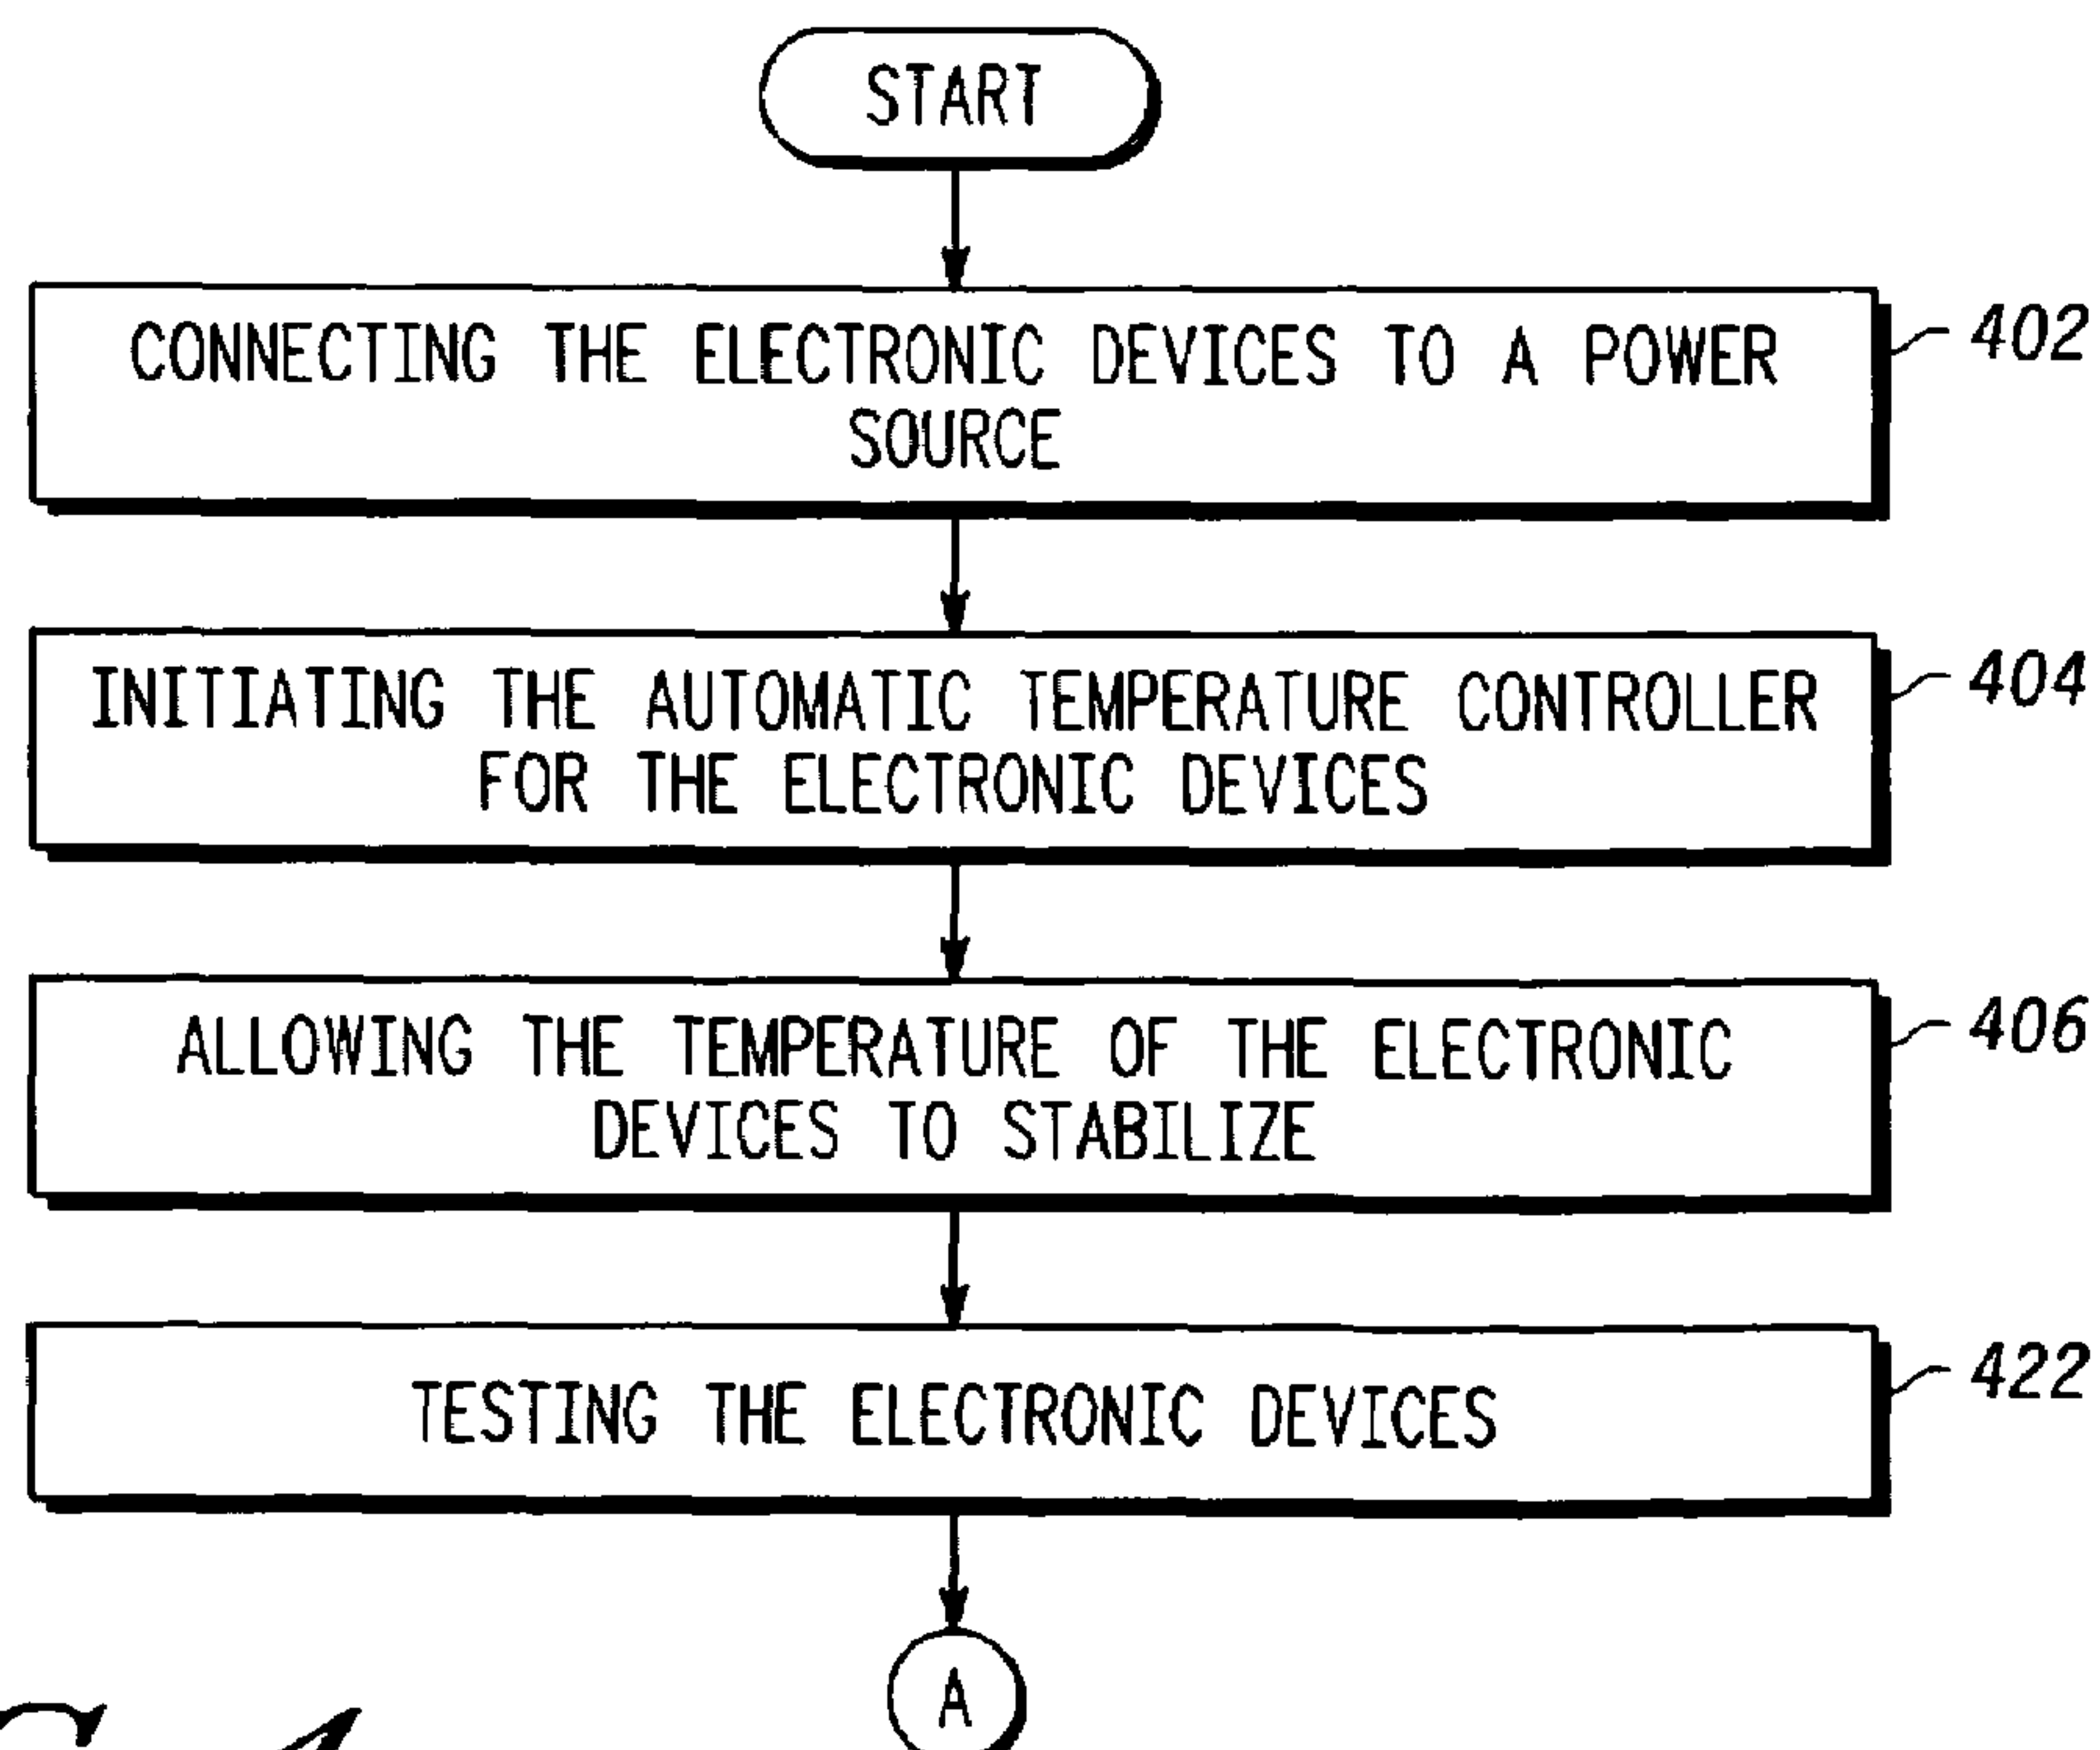 START
CONNECTING THE ELECTRONIC DEVICES TO A POWER
SOURCE
402
INITIATING THE AUTOMATIC TEMPERATURE CONTROLLER
FOR THE ELECTRONIC DEVICES
404
ALLOWING THE TEMPERATURE OF THE ELECTRONIC
DEVICES TO STABILIZE
406
TESTING THE ELECTRONIC DEVICES
422
A